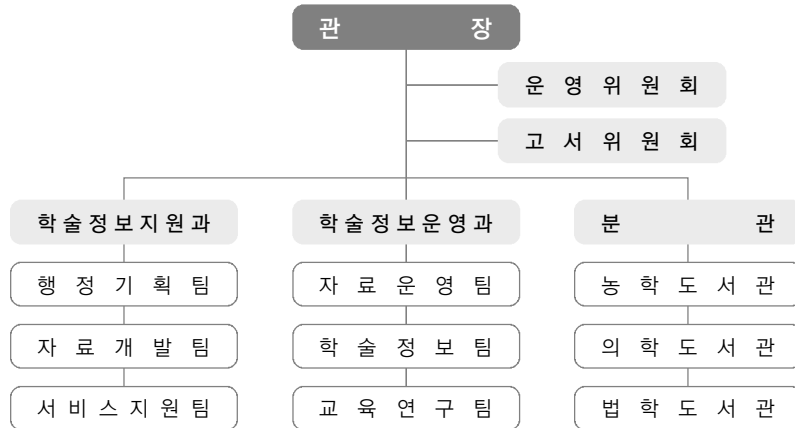 관 장
운 영 위 원 회
고 서 위 원 회
학 술 정 보 지 원 과 학 술 정 보 운 영 과 분 관
행 정 기 획 팀 자 료 운 영 팀 농 학 도 서 관
자 료 개 발 팀 학 술 정 보 팀 의 학 도 서 관
서 비 스 지 원 팀 교 육 연 구 팀 법 학 도 서 관